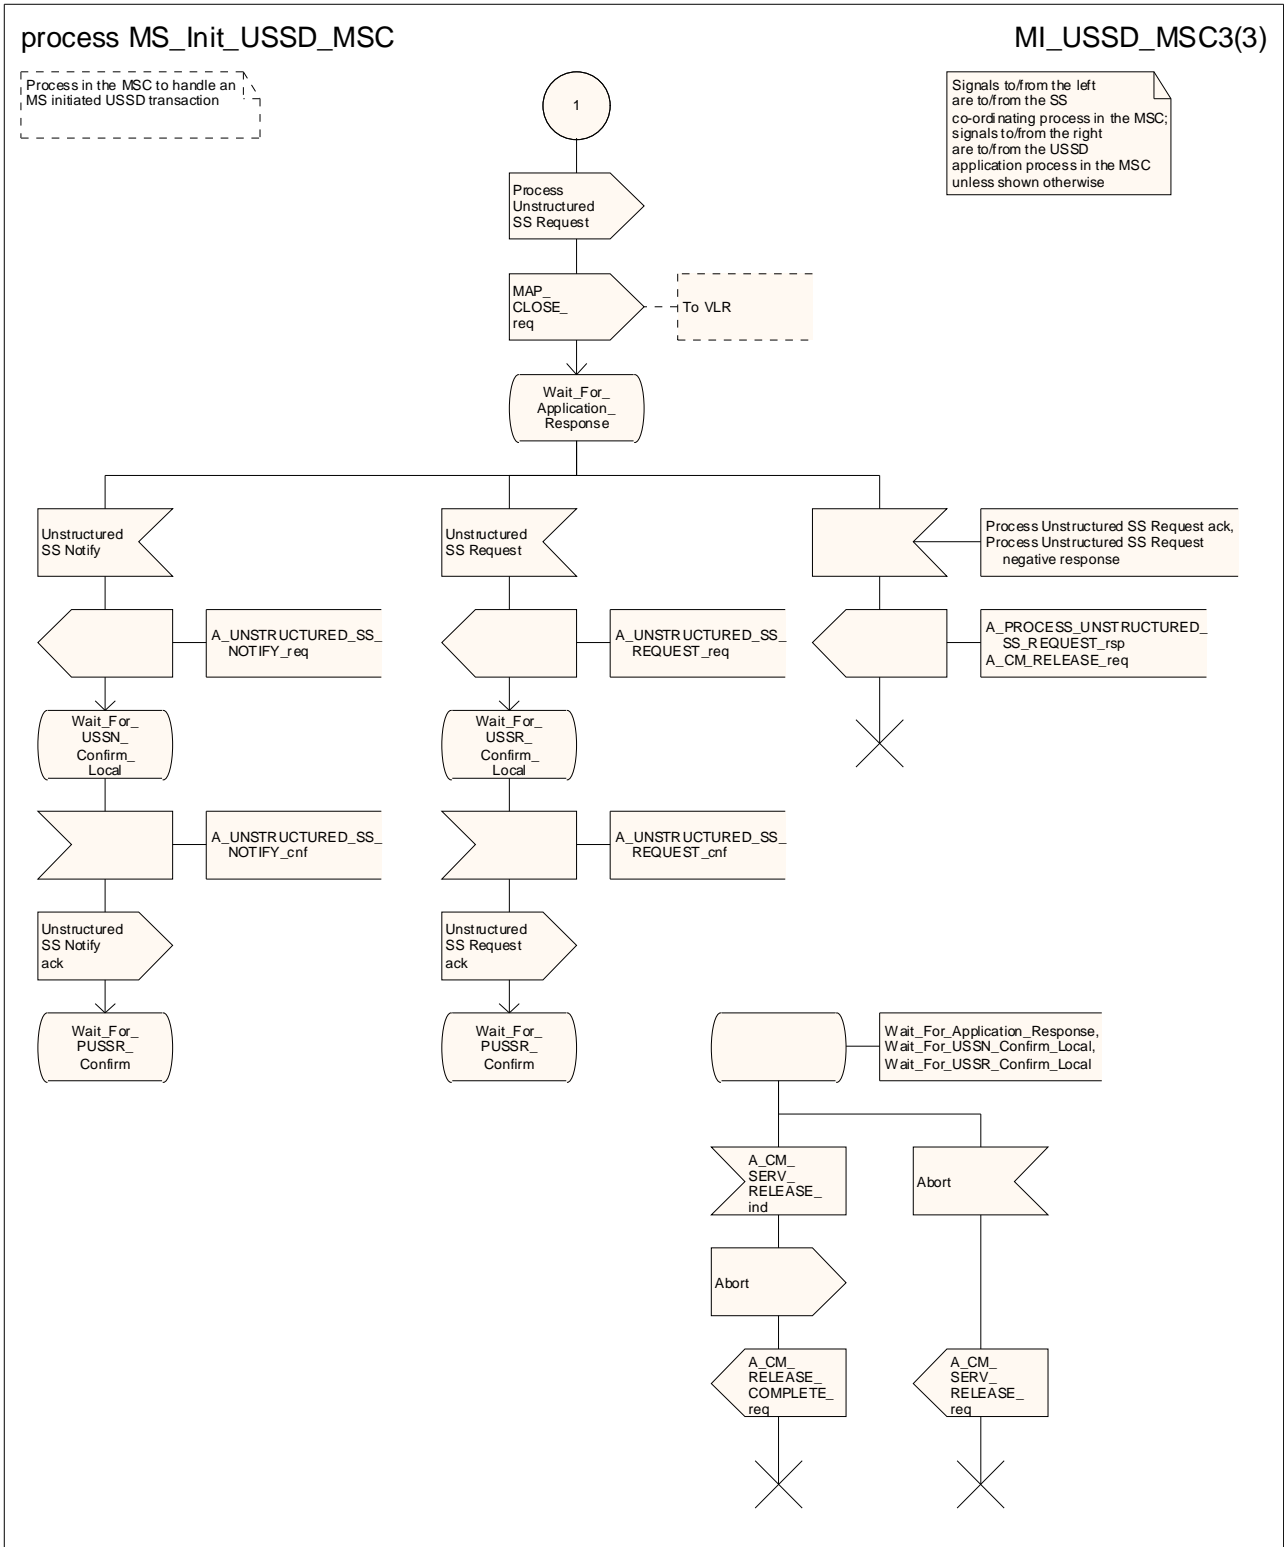 process MS_Init_USSD_MSC
MI_USSD_MSC3(3)
Process in the MSC to handle an
MS initiated USSD transaction
Signals to/from the left
are to/from the SS
co-ordinating process in the MSC;
signals to/from the right
are to/from the USSD
application process in the MSC
unless shown otherwise
1
Process
Unstructured
SS Request
MAP_
CLOSE_
req
To VLR
Wait_For_
Application_
Response
Unstructured
SS Notify
Unstructured
SS Request
Process Unstructured SS Request ack,
Process Unstructured SS Request
negative response
A_UNSTRUCTURED_SS_
NOTIFY_req
A_UNSTRUCTURED_SS_
REQUEST_req
A_PROCESS_UNSTRUCTURED_
SS_REQUEST_rsp
A_CM_RELEASE_req
Wait_For_
USSN_
Confirm_
Local
Wait_For_
USSR_
Confirm_
Local
A_UNSTRUCTURED_SS_
NOTIFY_cnf
A_UNSTRUCTURED_SS_
REQUEST_cnf
Unstructured
SS Notify
ack
Unstructured
SS Request
ack
Wait_For_
PUSSR_
Confirm
Wait_For_
PUSSR_
Confirm
Wait_For_Application_Response,
Wait_For_USSN_Confirm_Local,
Wait_For_USSR_Confirm_Local
A_CM_
SERV_
RELEASE_
ind
Abort
Abort
A_CM_
RELEASE_
COMPLETE_
req
A_CM_
SERV_
RELEASE_
req